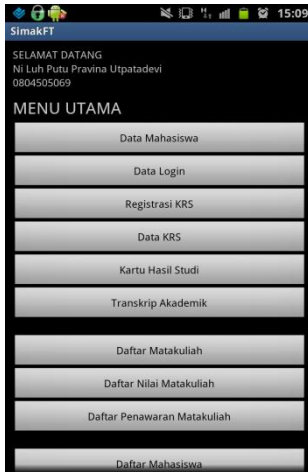 15:09
SimakFT
SELAMAT DATANG
Ni Luh Putu Pravina Utpatadevi
0804505069
MENU UTAMA
Data Mahasiswa
Data Login
Registrasi KRS
Data KRS
Kartu Hasil Studi
Transkrip Akademik
Daftar Matakuliah
Daftar Nilai Matakuliah
Daftar Penawaran Matakuliah
Daftar Mahasiswa